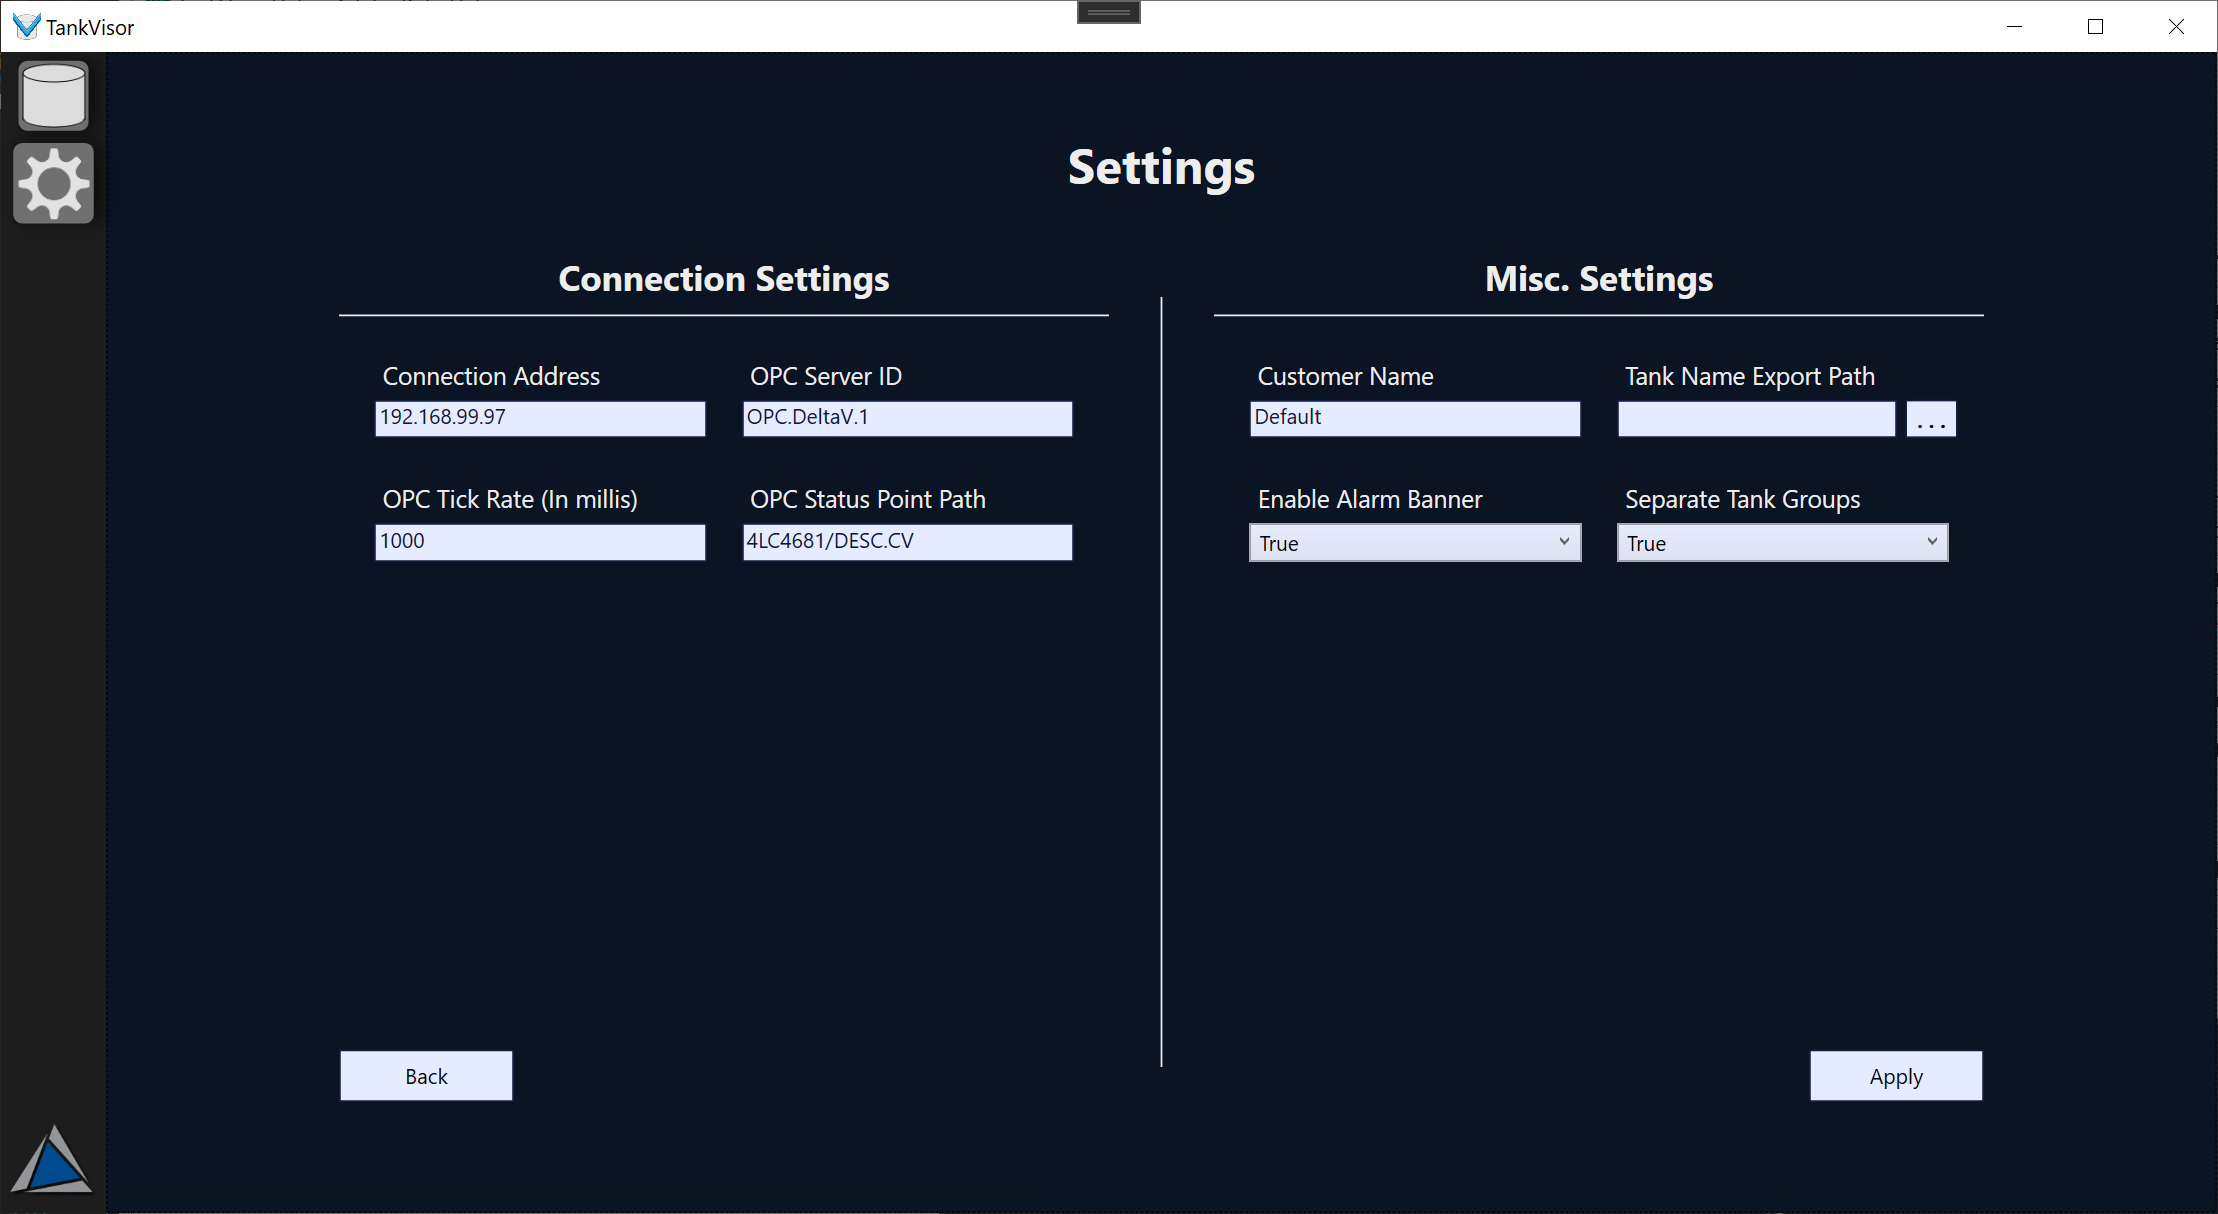 TankVisor
Settings
Connection Settings
Misc. Settings
Connection Address
OPC Server ID
Customer Name
Tank Name Export Path
192.168.99.97
OPC.DeltaV.1
Default
...
OPC Tick Rate (In millis)
OPC Status Point Path
Enable Alarm Banner
Separate Tank Groups
1000
4LC4681/DESC.CV
True
True
Back
Apply